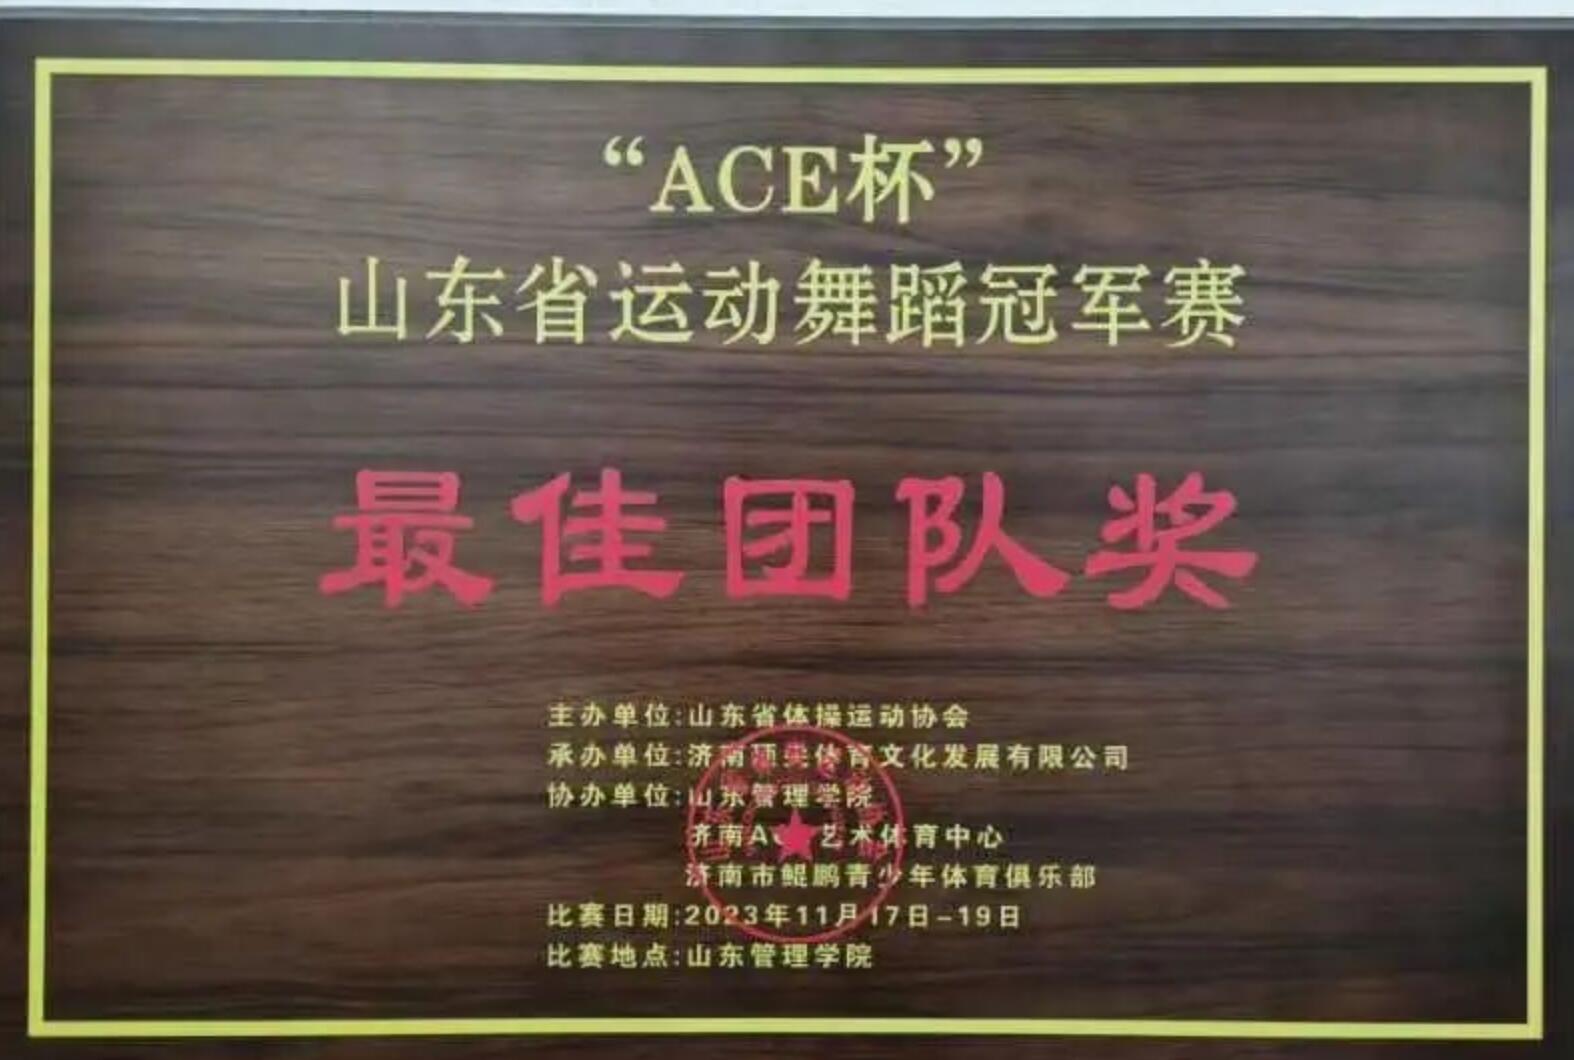 “ACE杯”
山东省运动舞蹈冠军赛
最佳团队奖
主办单位:山东省体操运动协会
承办单位:济南顶尖体育文化发展有限公司
协办单位:山东管理学院
济南ACE艺术体育中心
济南市鲲鹏青少年体育俱乐部
比赛日期:2023年11月17日-19日
比赛地点:山东管理学院